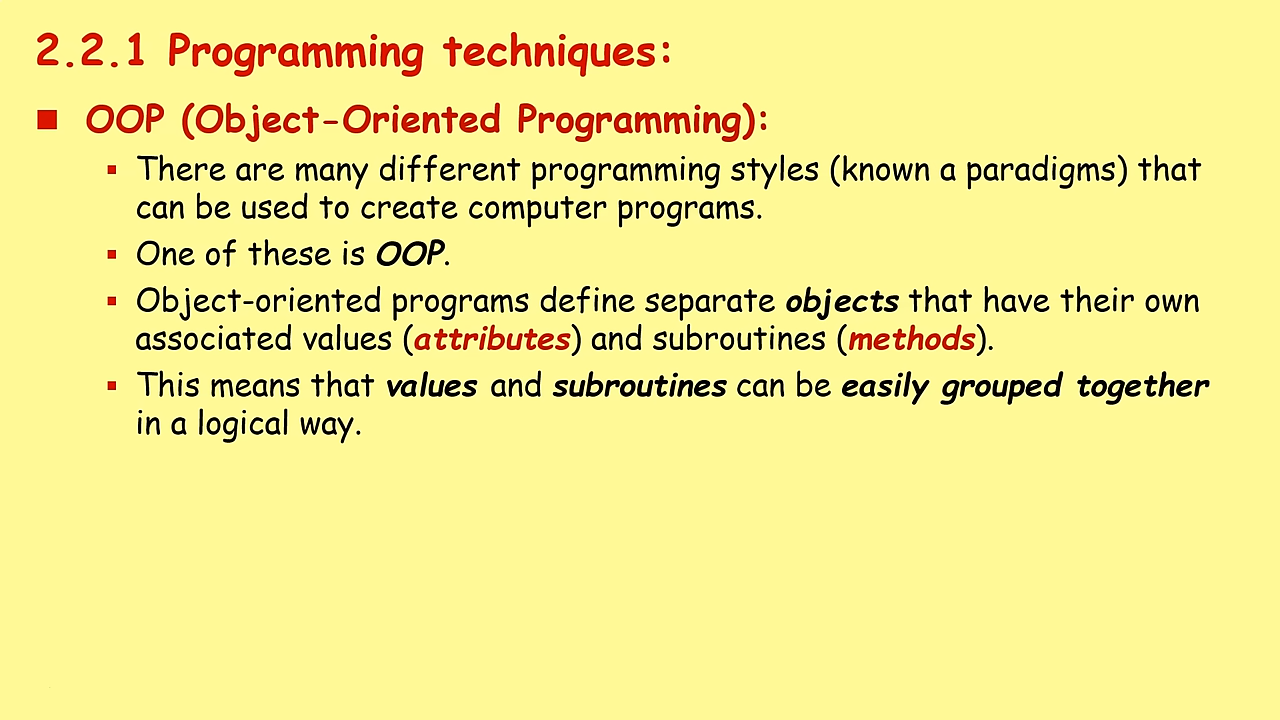 2.2.1 Programming techniques:
OOP (Object-Oriented Programming):
There are many different programming styles (known a paradigms) that
can be used to create computer programs.
One of these is OOP.
Object-oriented programs define separate objects that have their own
associated values (attributes) and subroutines (methods).
This means that values and subroutines can be easily grouped together
in a logical way.